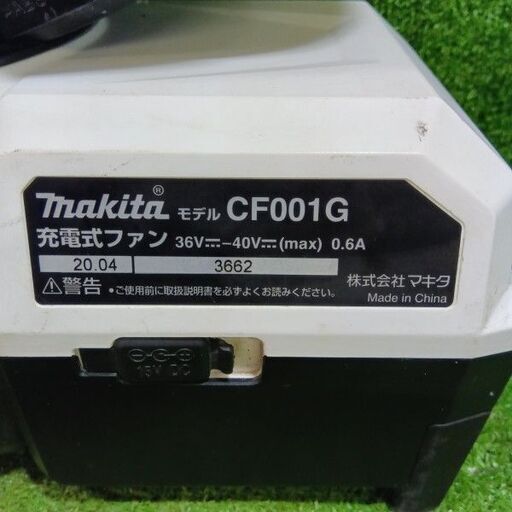 makita® モデル CF001G
充電式ファン 36V⎓-40V⎓(max) 0.6A
20.04 3662
株式会社マキタ
⚠警告 •ご使用前に取扱説明書を必ずよくお読みください。
Made in China
15V DC